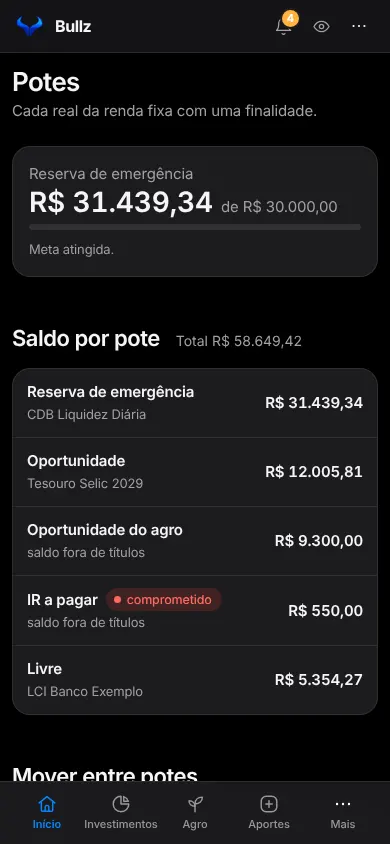 Bullz
4
Potes
Cada real da renda fixa com uma finalidade.
Reserva de emergência
R$ 31.439,34 de R$ 30.000,00
Meta atingida.
Saldo por pote Total R$ 58.649,42
Reserva de emergência
CDB Liquidez Diária
R$ 31.439,34
Oportunidade
Tesouro Selic 2029
R$ 12.005,81
Oportunidade do agro
saldo fora de títulos
R$ 9.300,00
IR a pagar comprometido
saldo fora de títulos
R$ 550,00
Livre
LCI Banco Exemplo
R$ 5.354,27
Mover entre potes
Início Investimentos Agro Aportes Mais